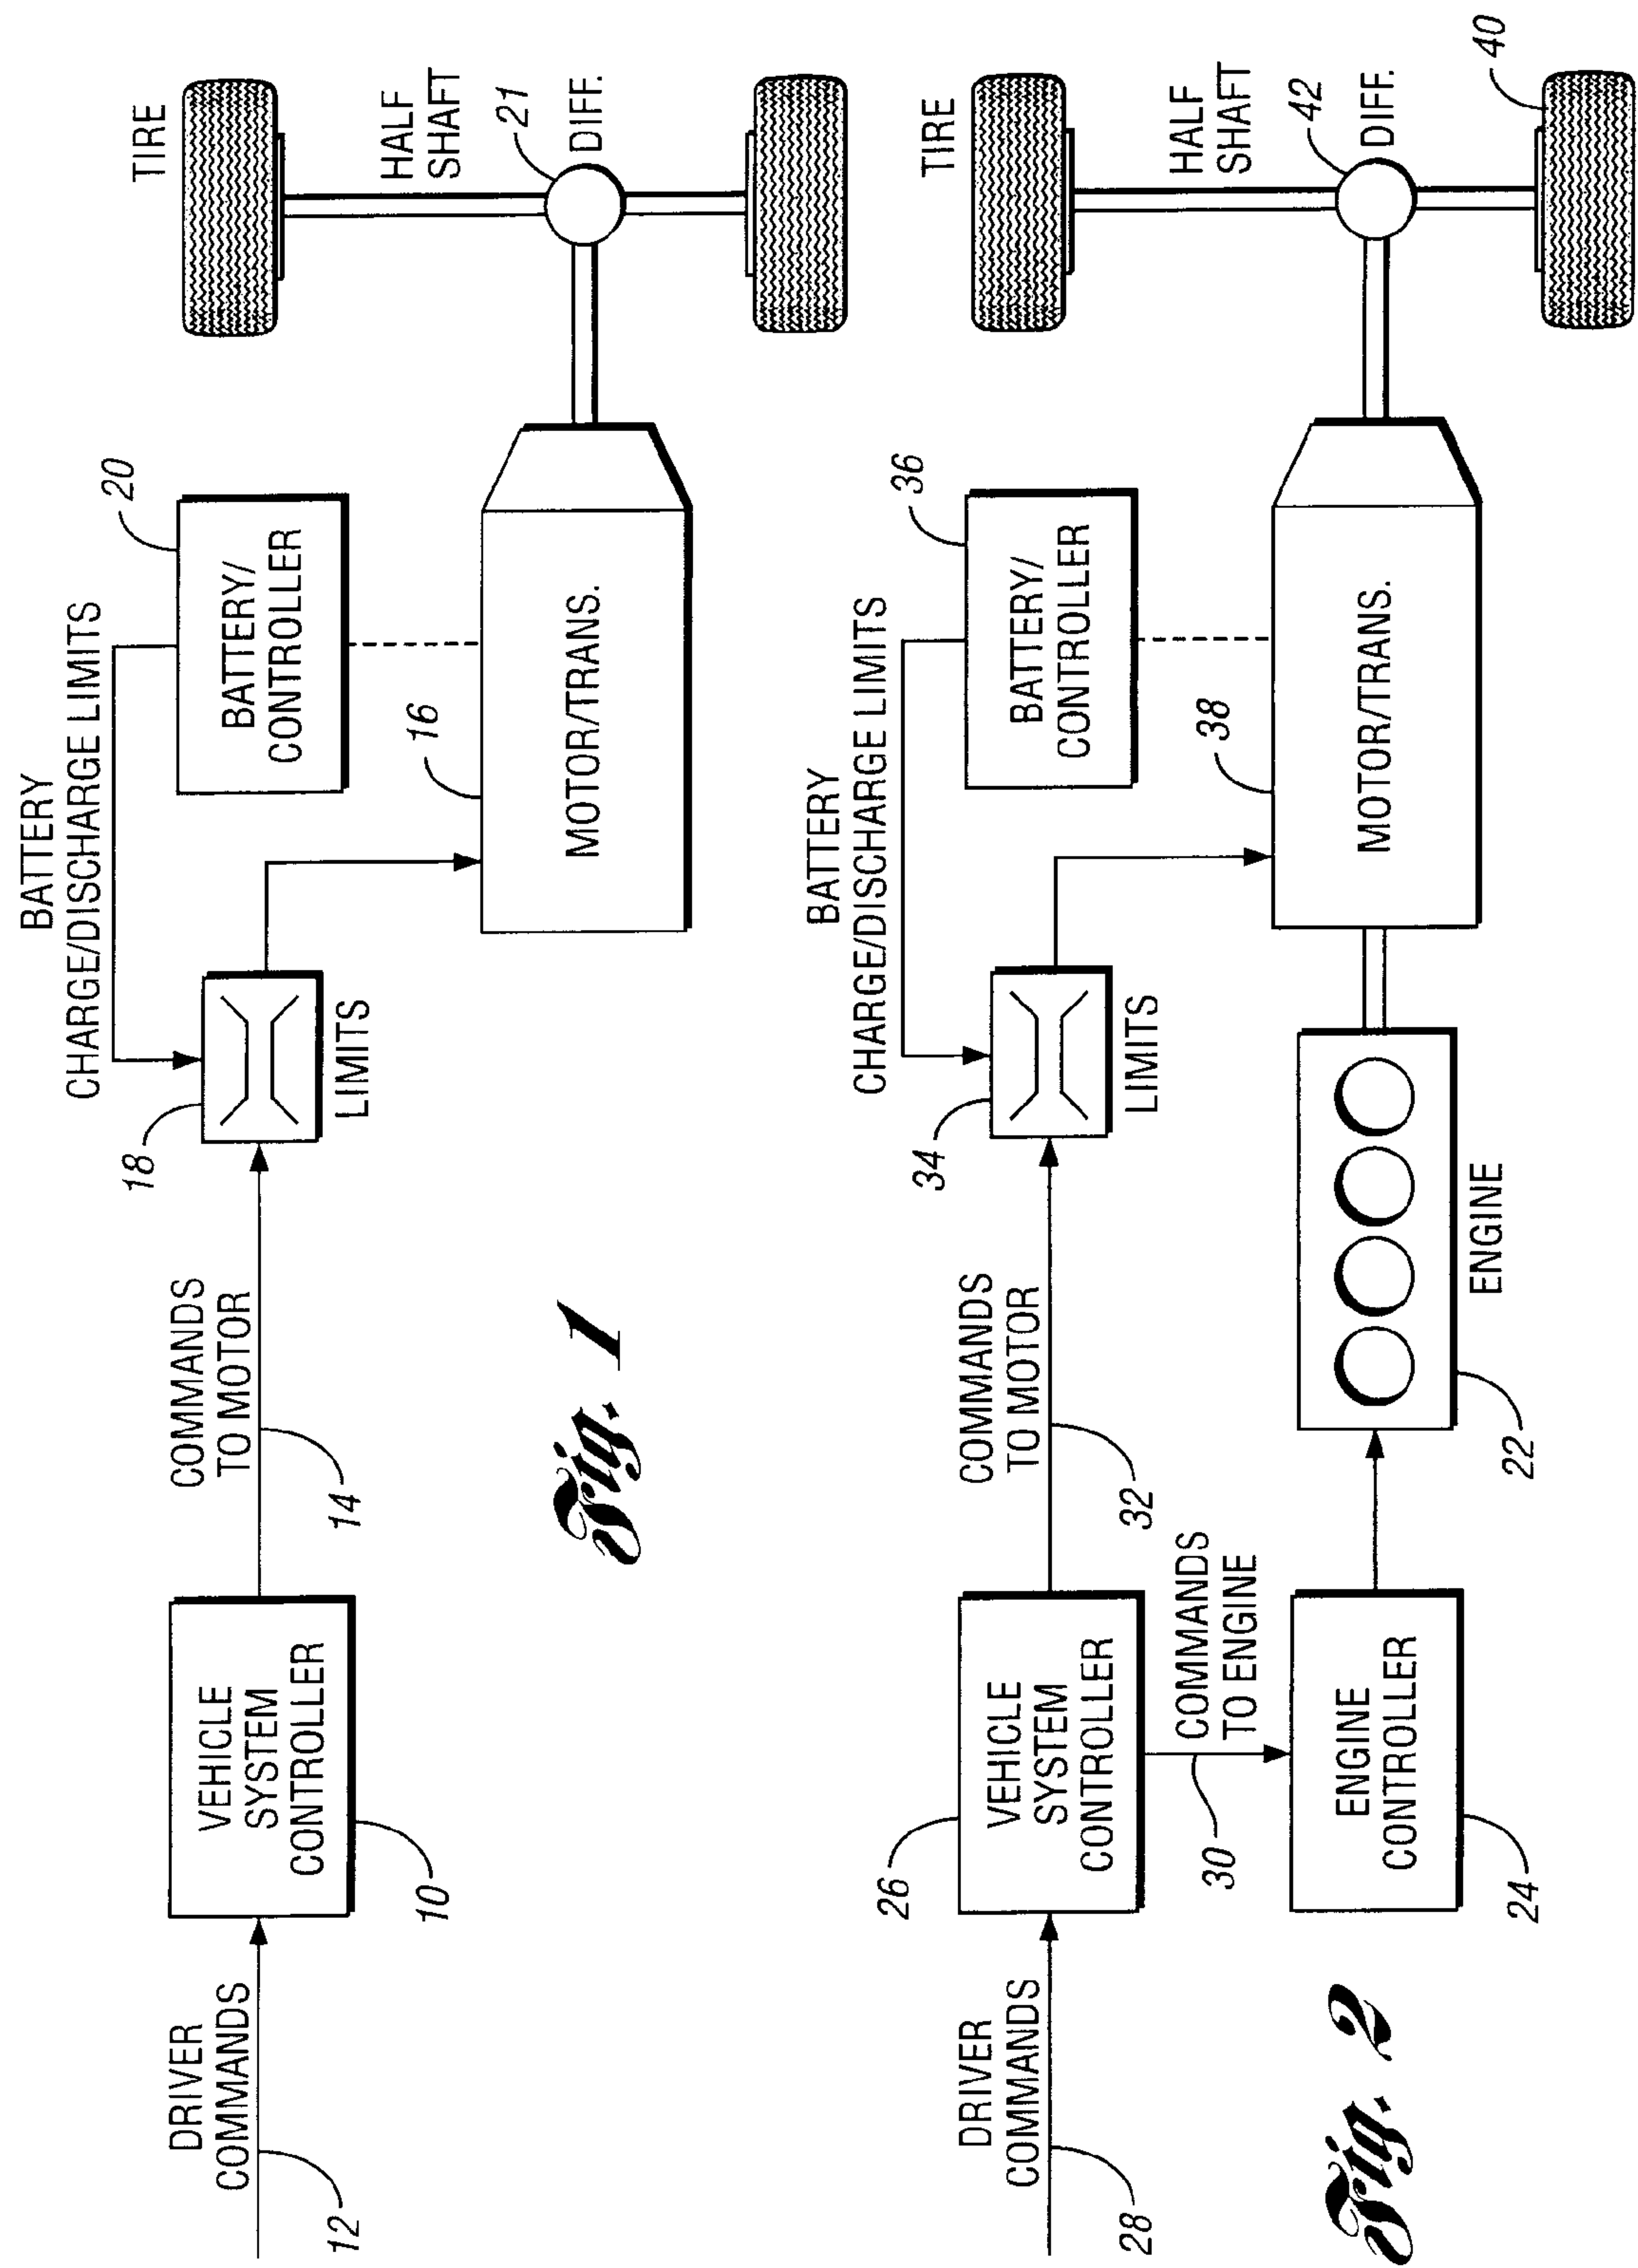 DRIVER
COMMANDS
12
VEHICLE
SYSTEM
CONTROLLER
10
COMMANDS
TO MOTOR
14
18
LIMITS
BATTERY
CHARGE/DISCHARGE LIMITS
20
BATTERY/
CONTROLLER
16
MOTOR/TRANS.
TIRE
HALF
SHAFT
21
DIFF.
Fig. 1
DRIVER
COMMANDS
28
VEHICLE
SYSTEM
CONTROLLER
26
COMMANDS
TO MOTOR
32
COMMANDS
TO ENGINE
30
ENGINE
CONTROLLER
24
34
LIMITS
BATTERY
CHARGE/DISCHARGE LIMITS
36
BATTERY/
CONTROLLER
38
MOTOR/TRANS.
ENGINE
22
TIRE
HALF
SHAFT
42
DIFF.
40
Fig. 2